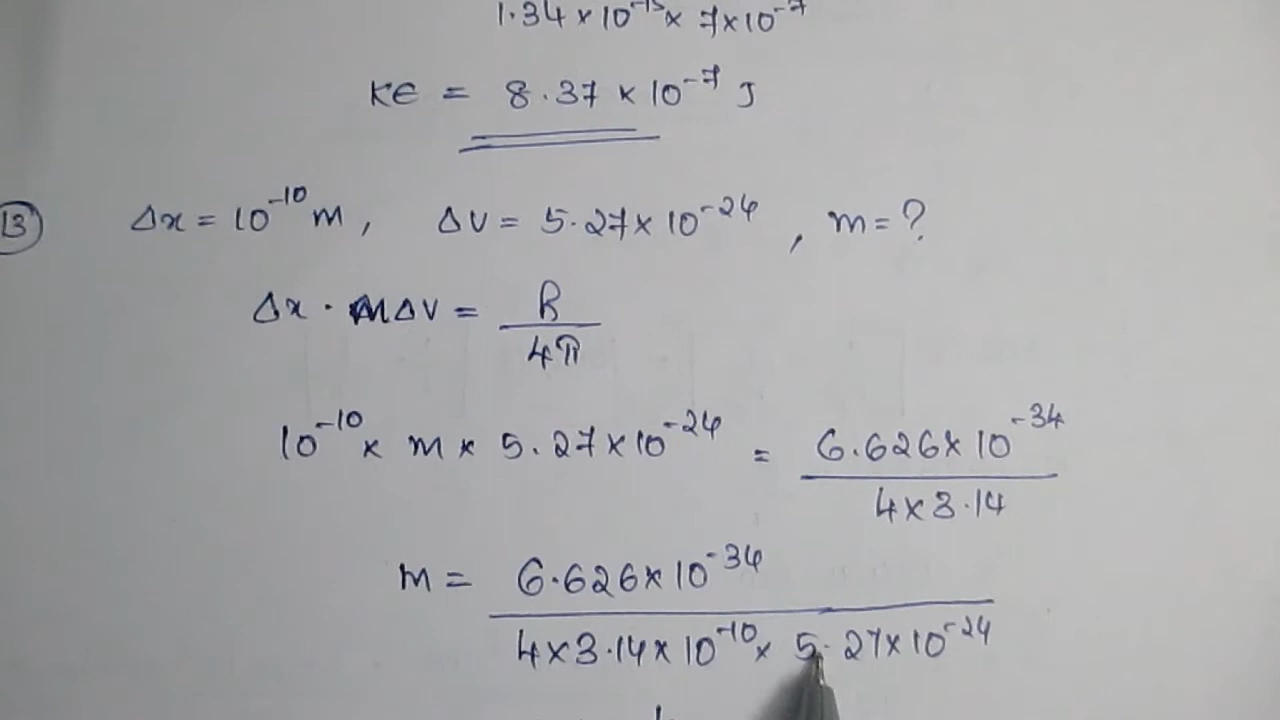 1.34 × 10⁻¹⁵ × 7 × 10⁻⁷
KE = 8.37 × 10⁻⁷ J
13 Δx = 10⁻¹⁰ m, Δv = 5.27 × 10⁻²⁴, m = ?
Δx · mΔv = h
4π
10⁻¹⁰ × m × 5.27 × 10⁻²⁴ = 6.626 × 10⁻³⁴
4 × 3.14
m = 6.626 × 10⁻³⁴
4 × 3.14 × 10⁻¹⁰ × 5.27 × 10⁻²⁴